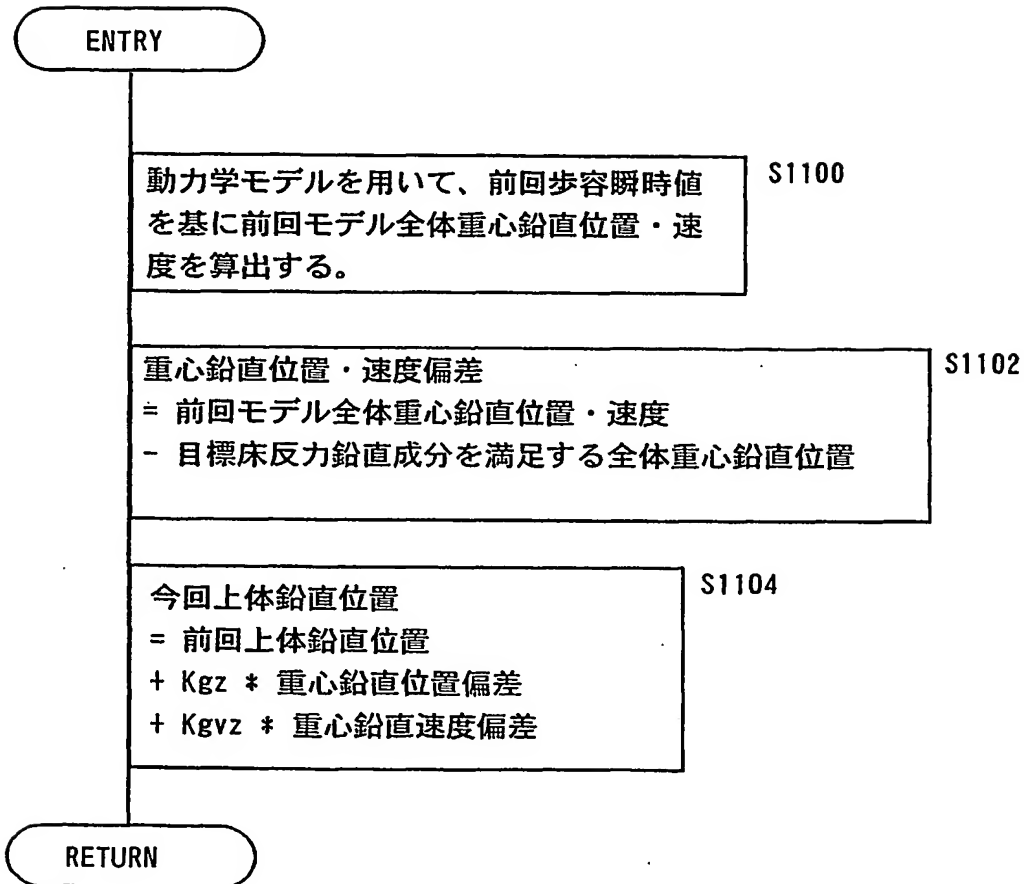 ENTRY
動力学モデルを用いて、前回歩容瞬時値
を基に前回モデル全体重心鉛直位置・速
度を算出する。
S1100
重心鉛直位置・速度偏差
= 前回モデル全体重心鉛直位置・速度
- 目標床反力鉛直成分を満足する全体重心鉛直位置
S1102
今回上体鉛直位置
= 前回上体鉛直位置
+ Kgz * 重心鉛直位置偏差
+ Kgvz * 重心鉛直速度偏差
S1104
RETURN